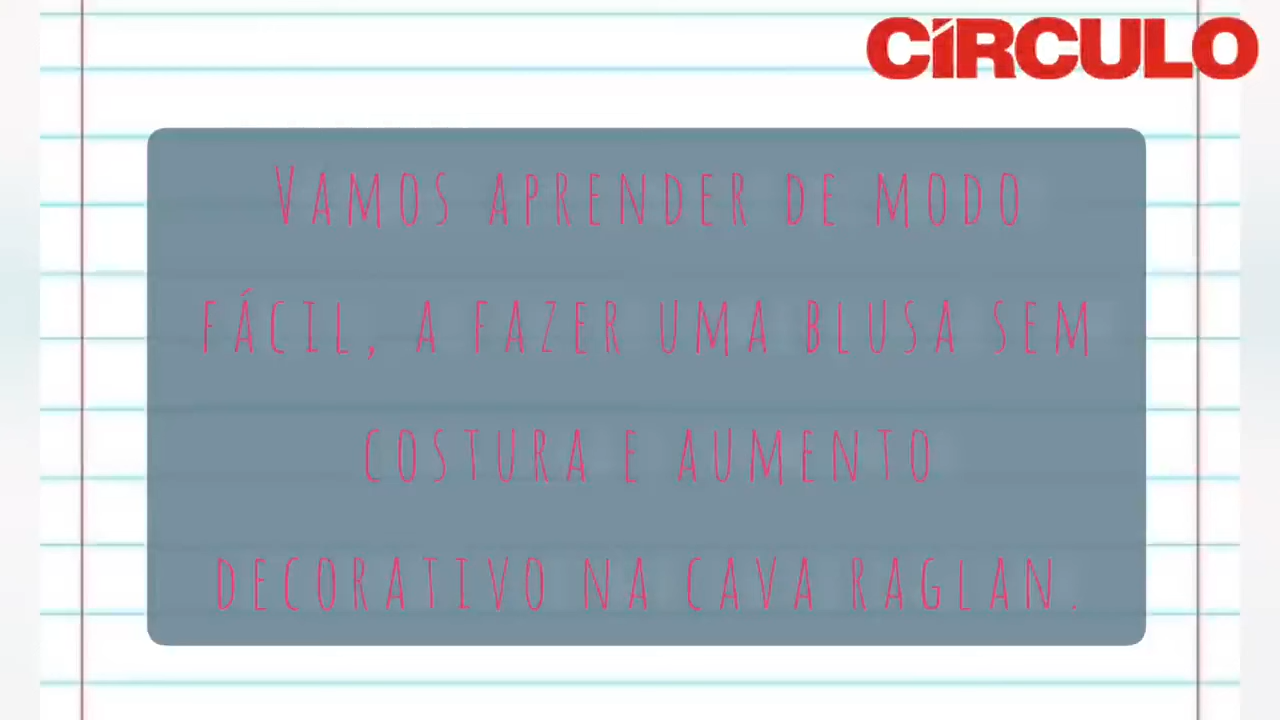 CÍRCULO
VAMOS APRENDER DE MODO
FÁCIL, A FAZER UMA BLUSA SEM
COSTURA E AUMENTO
DECORATIVO NA CAVA RAGLAN.